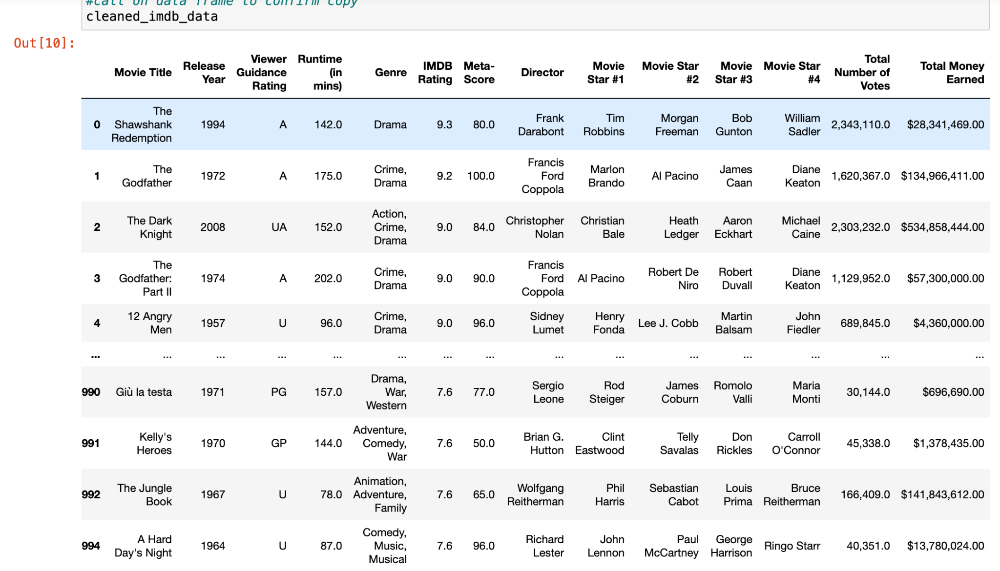 #call on data frame to confirm copy
cleaned_imdb_data
Out[10]:
Movie Title Release Year Viewer Guidance Rating Runtime (in mins) Genre IMDB Rating Meta-Score Director Movie Star #1 Movie Star #2 Movie Star #3 Movie Star #4 Total Number of Votes Total Money Earned
0 The Shawshank Redemption 1994 A 142.0 Drama 9.3 80.0 Frank Darabont Tim Robbins Morgan Freeman Bob Gunton William Sadler 2,343,110.0 $28,341,469.00
1 The Godfather 1972 A 175.0 Crime, Drama 9.2 100.0 Francis Ford Coppola Marlon Brando Al Pacino James Caan Diane Keaton 1,620,367.0 $134,966,411.00
2 The Dark Knight 2008 UA 152.0 Action, Crime, Drama 9.0 84.0 Christopher Nolan Christian Bale Heath Ledger Aaron Eckhart Michael Caine 2,303,232.0 $534,858,444.00
3 The Godfather: Part II 1974 A 202.0 Crime, Drama 9.0 90.0 Francis Ford Coppola Al Pacino Robert De Niro Robert Duvall Diane Keaton 1,129,952.0 $57,300,000.00
4 12 Angry Men 1957 U 96.0 Crime, Drama 9.0 96.0 Sidney Lumet Henry Fonda Lee J. Cobb Martin Balsam John Fiedler 689,845.0 $4,360,000.00
... ... ... ... ... ... ... ... ... ... ... ... ... ... ...
990 Giù la testa 1971 PG 157.0 Drama, War, Western 7.6 77.0 Sergio Leone Rod Steiger James Coburn Romolo Valli Maria Monti 30,144.0 $696,690.00
991 Kelly's Heroes 1970 GP 144.0 Adventure, Comedy, War 7.6 50.0 Brian G. Hutton Clint Eastwood Telly Savalas Don Rickles Carroll O'Connor 45,338.0 $1,378,435.00
992 The Jungle Book 1967 U 78.0 Animation, Adventure, Family 7.6 65.0 Wolfgang Reitherman Phil Harris Sebastian Cabot Louis Prima Bruce Reitherman 166,409.0 $141,843,612.00
994 A Hard Day's Night 1964 U 87.0 Comedy, Music, Musical 7.6 96.0 Richard Lester John Lennon Paul McCartney George Harrison Ringo Starr 40,351.0 $13,780,024.00